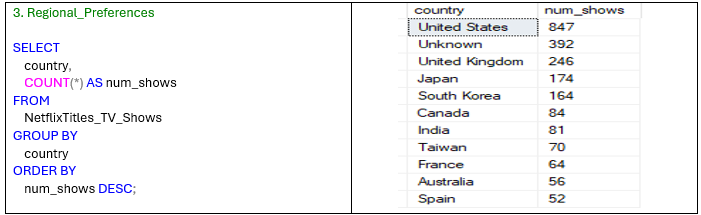 3. Regional_Preferences
SELECT
country,
COUNT(*) AS num_shows
FROM
NetflixTitles_TV_Shows
GROUP BY
country
ORDER BY
num_shows DESC;
country num_shows
United States 847
Unknown 392
United Kingdom 246
Japan 174
South Korea 164
Canada 84
India 81
Taiwan 70
France 64
Australia 56
Spain 52